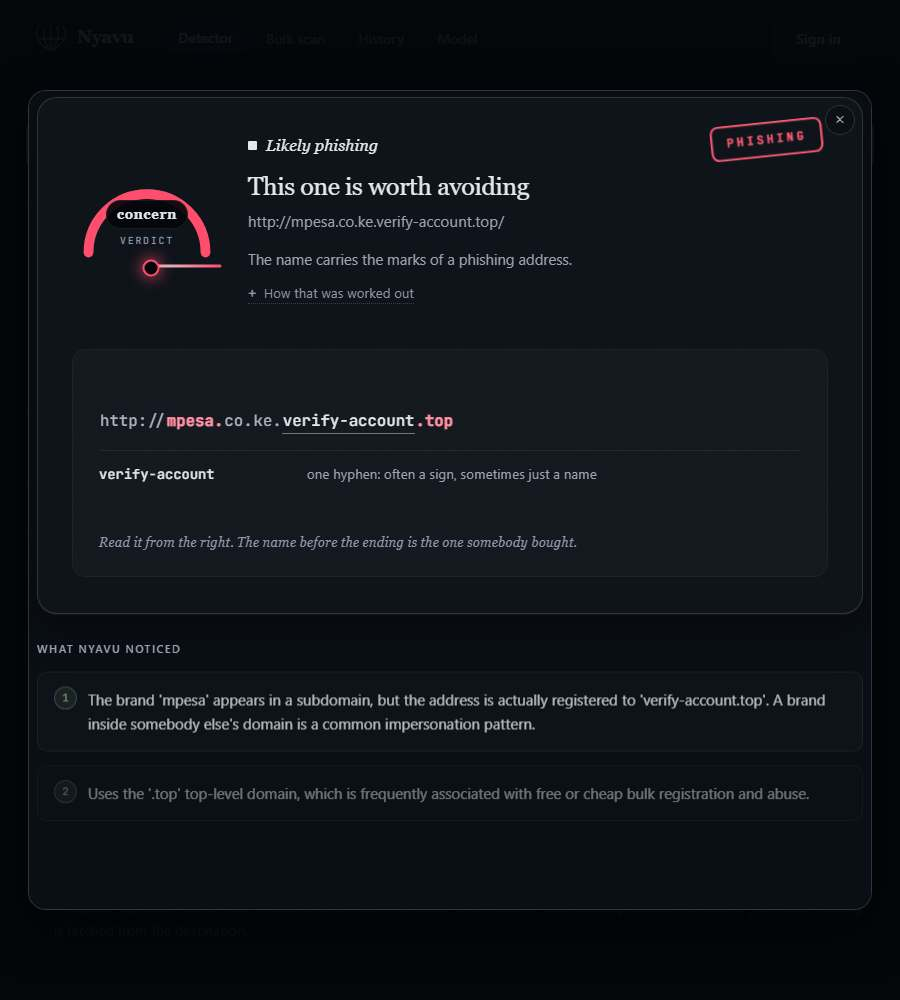 Nyavu Detector Bulk scan History Model Sign in
PHISHING
×
Likely phishing
This one is worth avoiding
http://mpesa.co.ke.verify-account.top/
concern
VERDICT
The name carries the marks of a phishing address.
+ How that was worked out
http://mpesa.co.ke.verify-account.top
verify-account one hyphen: often a sign, sometimes just a name
Read it from the right. The name before the ending is the one somebody bought.
WHAT NYAVU NOTICED
1 The brand 'mpesa' appears in a subdomain, but the address is actually registered to 'verify-account.top'. A brand
inside somebody else's domain is a common impersonation pattern.
2 Uses the '.top' top-level domain, which is frequently associated with free or cheap bulk registration and abuse.
from the destination.